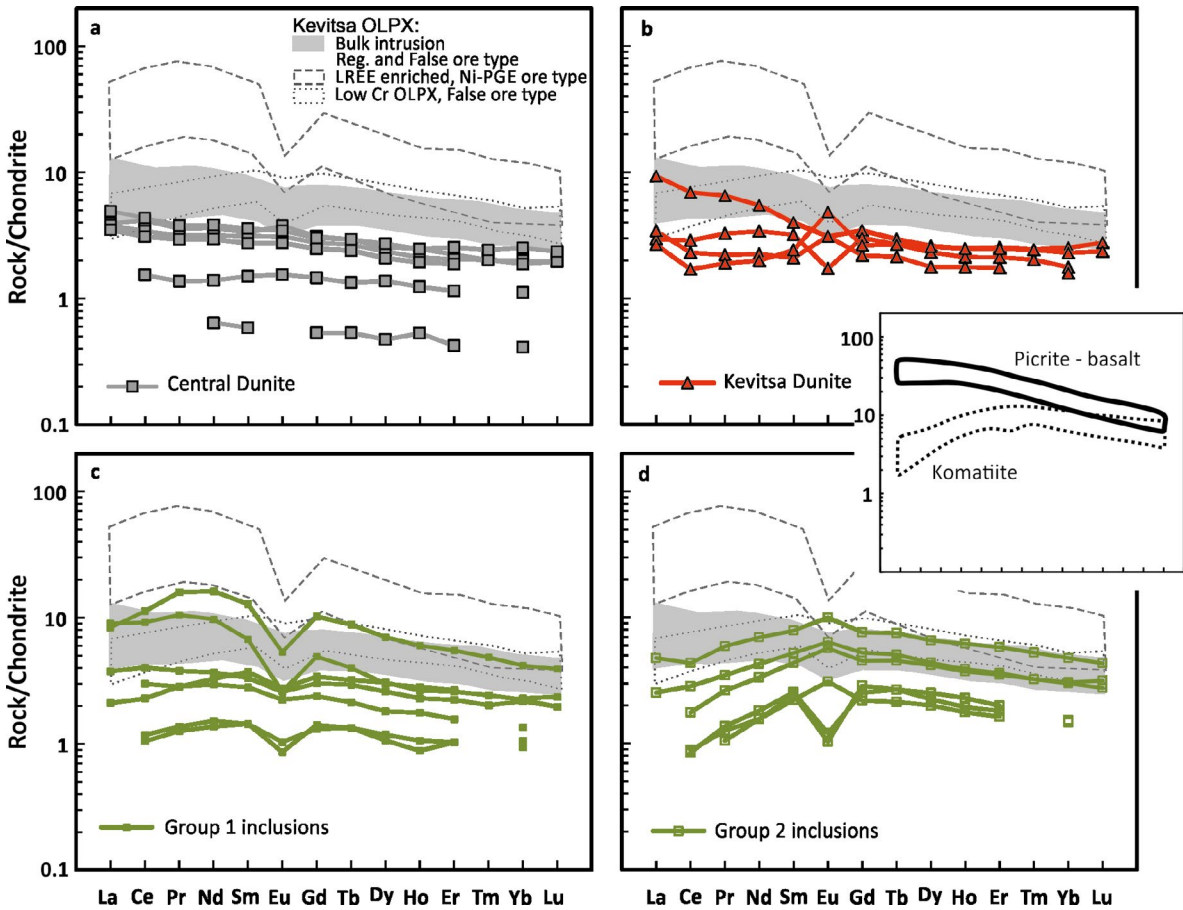 a
Kevitsa OLPX:
Bulk intrusion
Reg. and False ore type
LREE enriched, Ni-PGE ore type
Low Cr OLPX, False ore type
100
10
1
0.1
Rock/Chondrite
Central Dunite
b
Kevitsa Dunite
100
10
1
Picrite - basalt
Komatiite
c
100
10
1
0.1
Rock/Chondrite
Group 1 inclusions
La Ce Pr Nd Sm Eu Gd Tb Dy Ho Er Tm Yb Lu
d
Group 2 inclusions
La Ce Pr Nd Sm Eu Gd Tb Dy Ho Er Tm Yb Lu